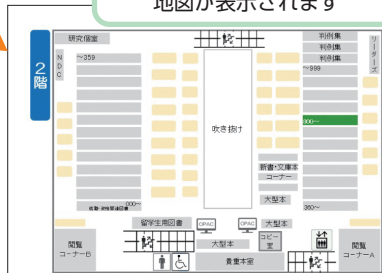 地図が表示されます
2階
研究個室
NDC
～359
吹き抜け
判例集
判例集
判例集
～999
リーダーズ
900～
新書・文庫本
コーナー
大型本
000～
360～
留学生用図書
OPAC
OPAC
大型本
閲覧
コーナーB
大型本
コピー
室
貴重本室
閲覧
コーナーA